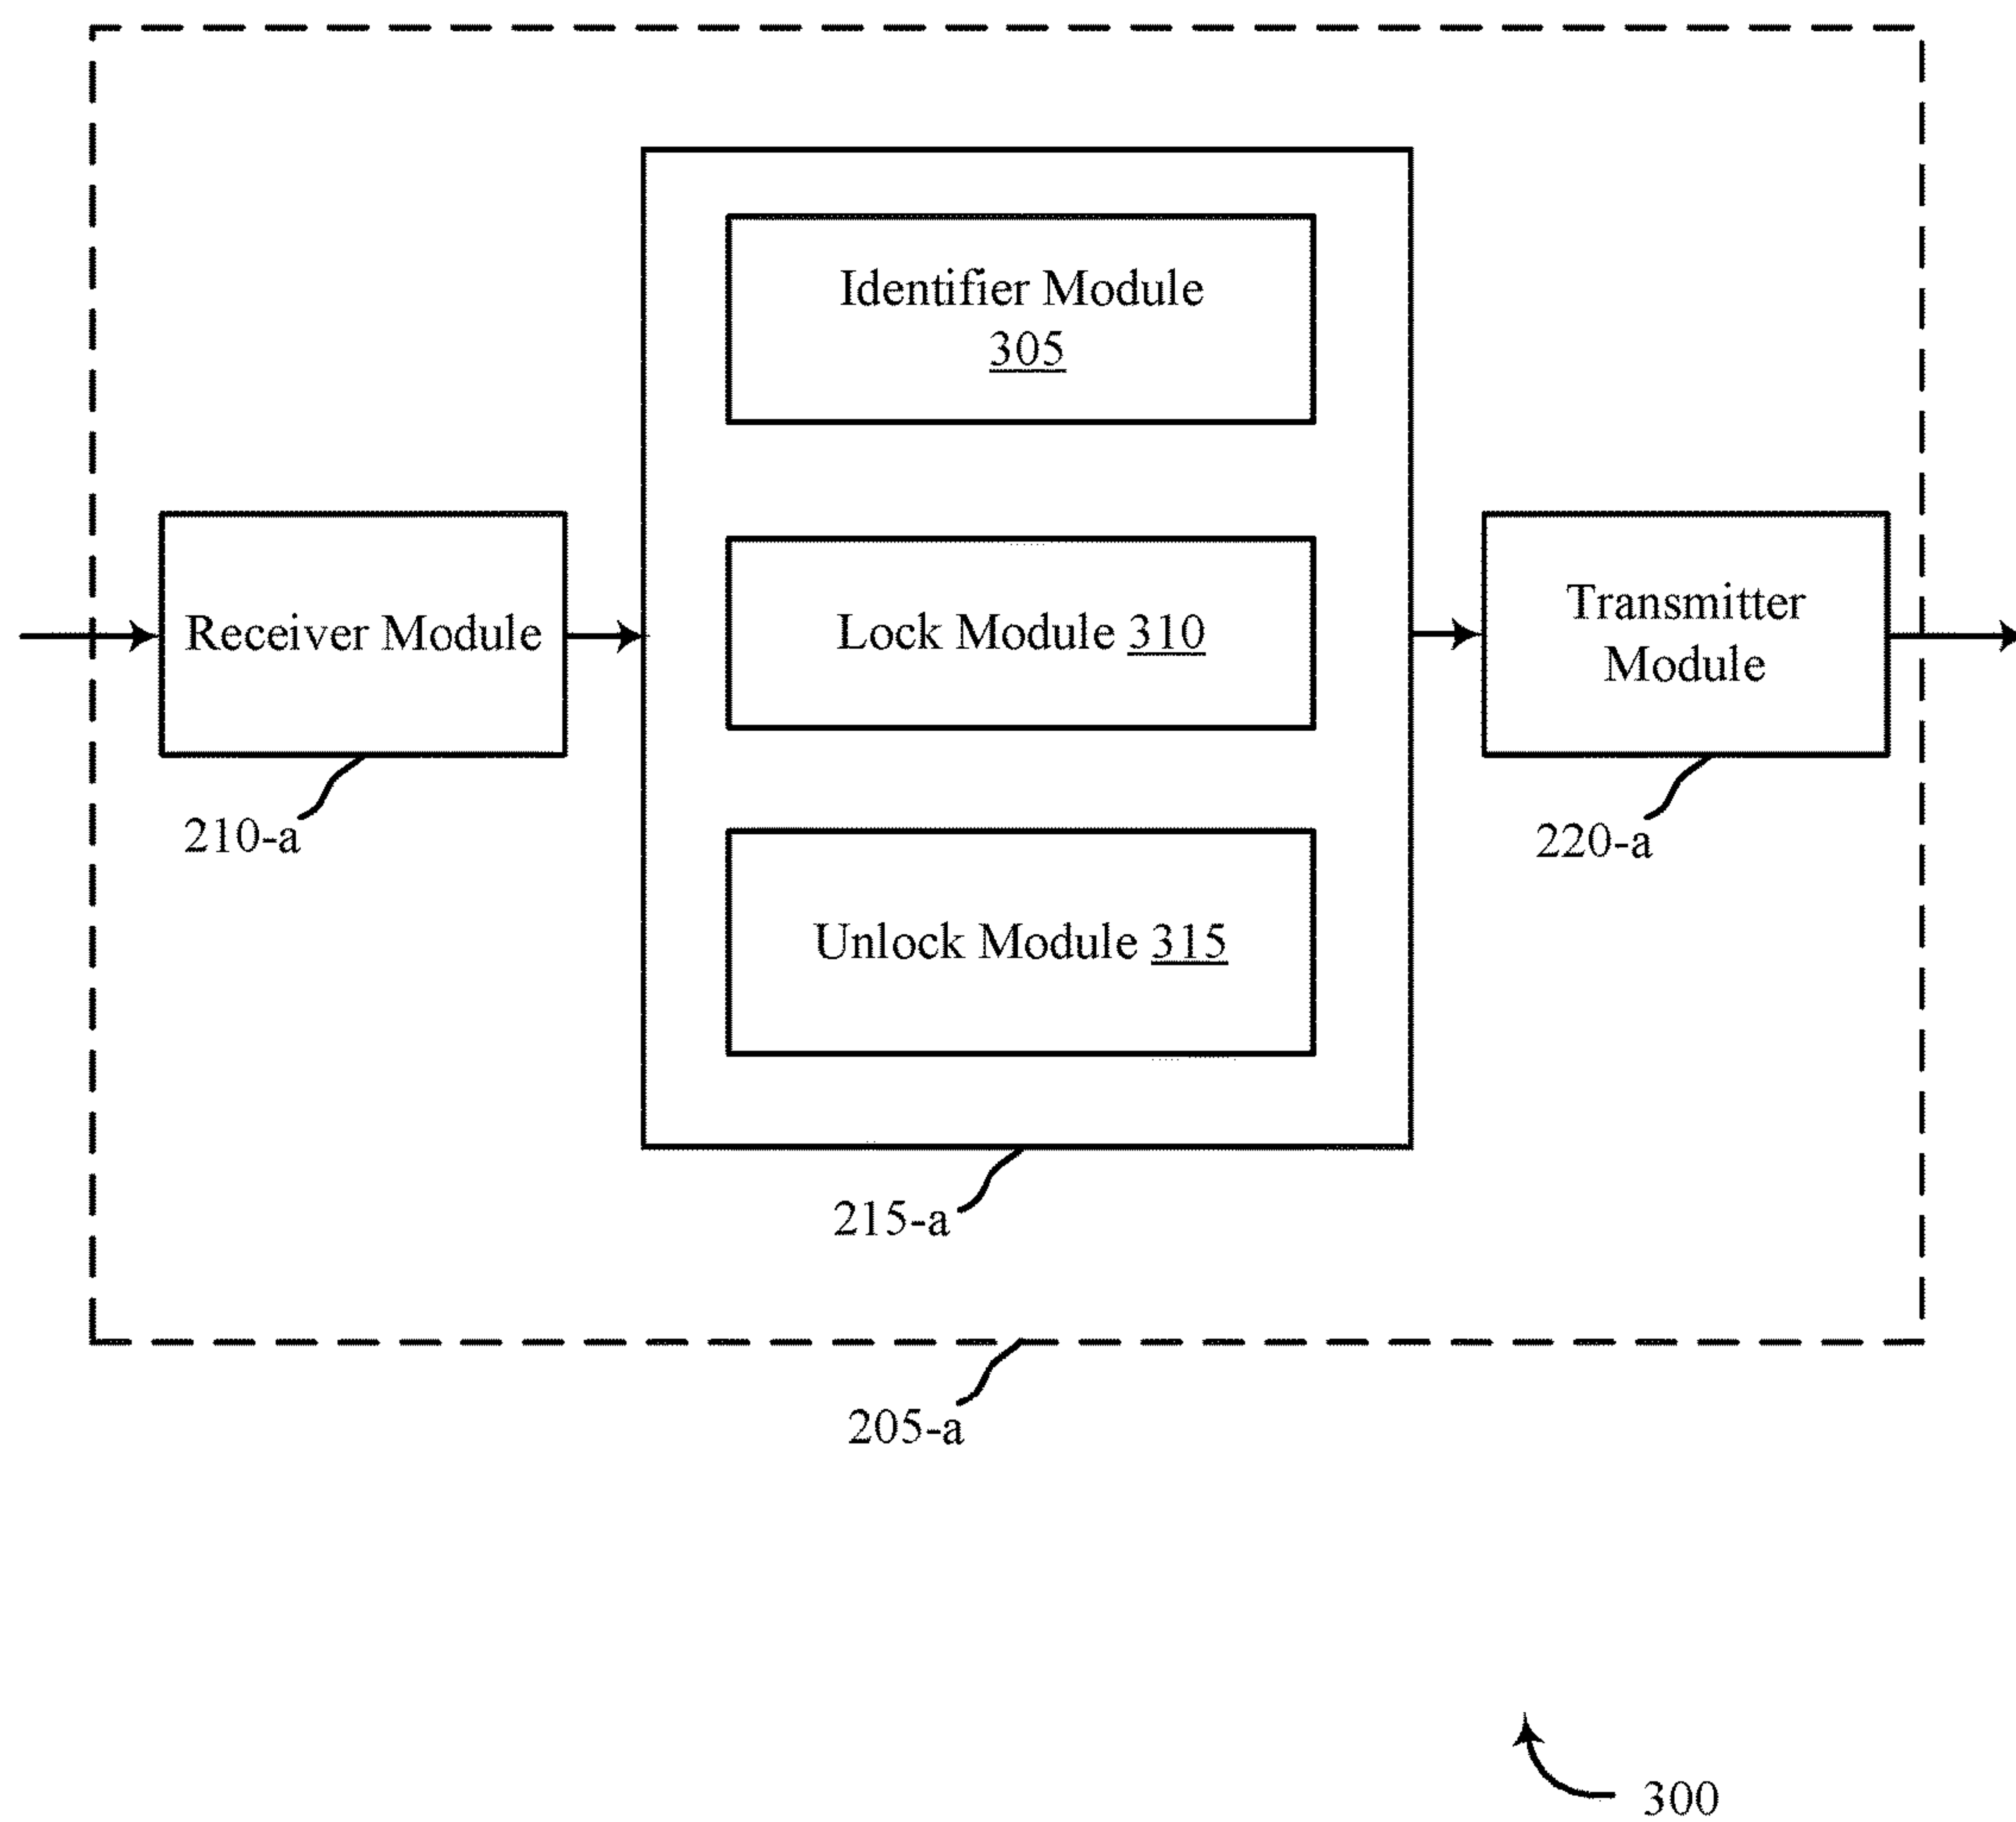 Identifier Module
305
Receiver Module
Lock Module 310
Transmitter
Module
210-a
220-a
Unlock Module 315
215-a
205-a
300